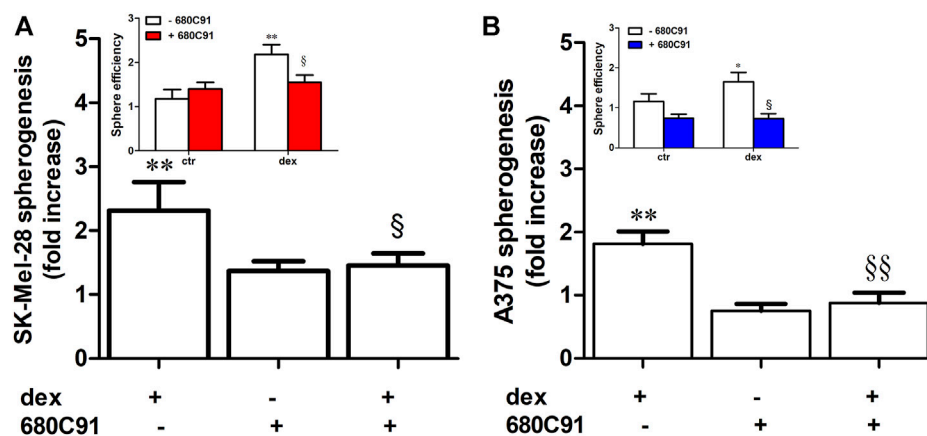 A
SK-Mel-28 spherogenesis
(fold increase)
5
4
3
2
1
0
**
§
Sphere efficiency
3
2
1
0
- 680C91
+ 680C91
**
§
ctr
dex
dex + - +
680C91 - + +
B
A375 spherogenesis
(fold increase)
5
4
3
2
1
0
**
§§
Sphere efficiency
3
2
1
0
- 680C91
+ 680C91
*
§
ctr
dex
dex + - +
680C91 - + +